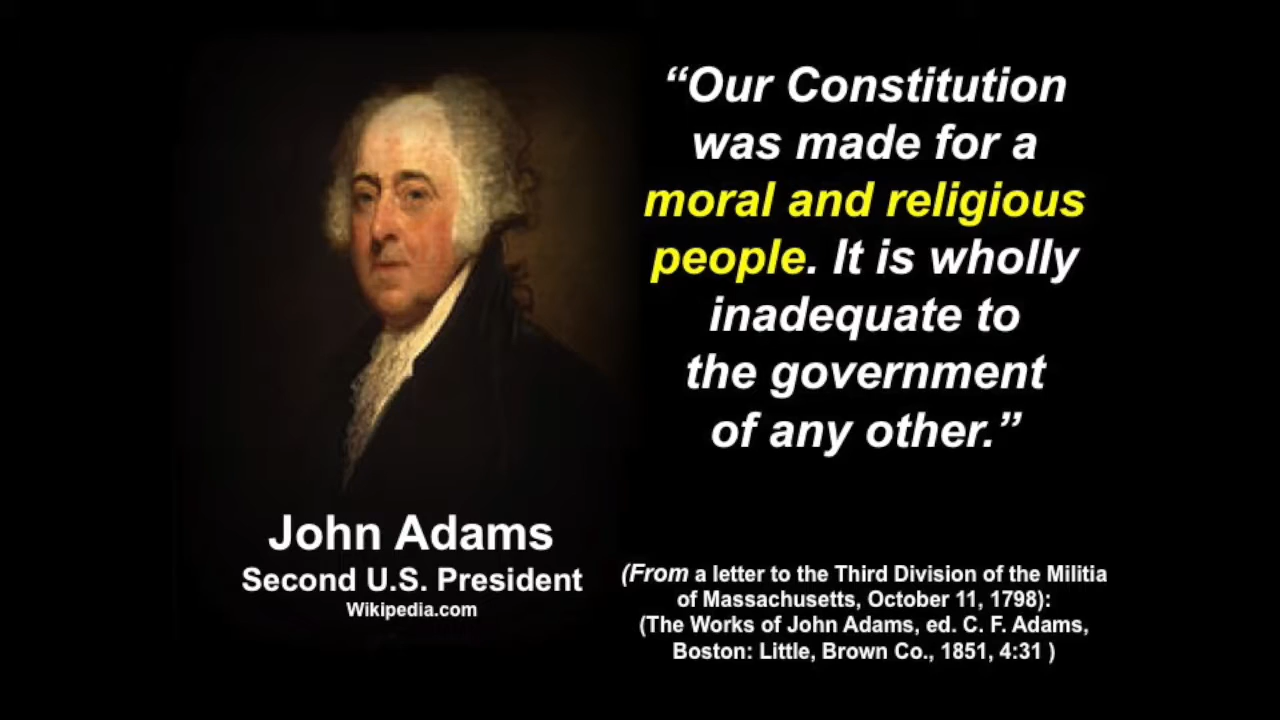 “Our Constitution
was made for a
moral and religious
people. It is wholly
inadequate to
the government
of any other.”
John Adams
Second U.S. President
Wikipedia.com
(From a letter to the Third Division of the Militia
of Massachusetts, October 11, 1798):
(The Works of John Adams, ed. C. F. Adams,
Boston: Little, Brown Co., 1851, 4:31 )